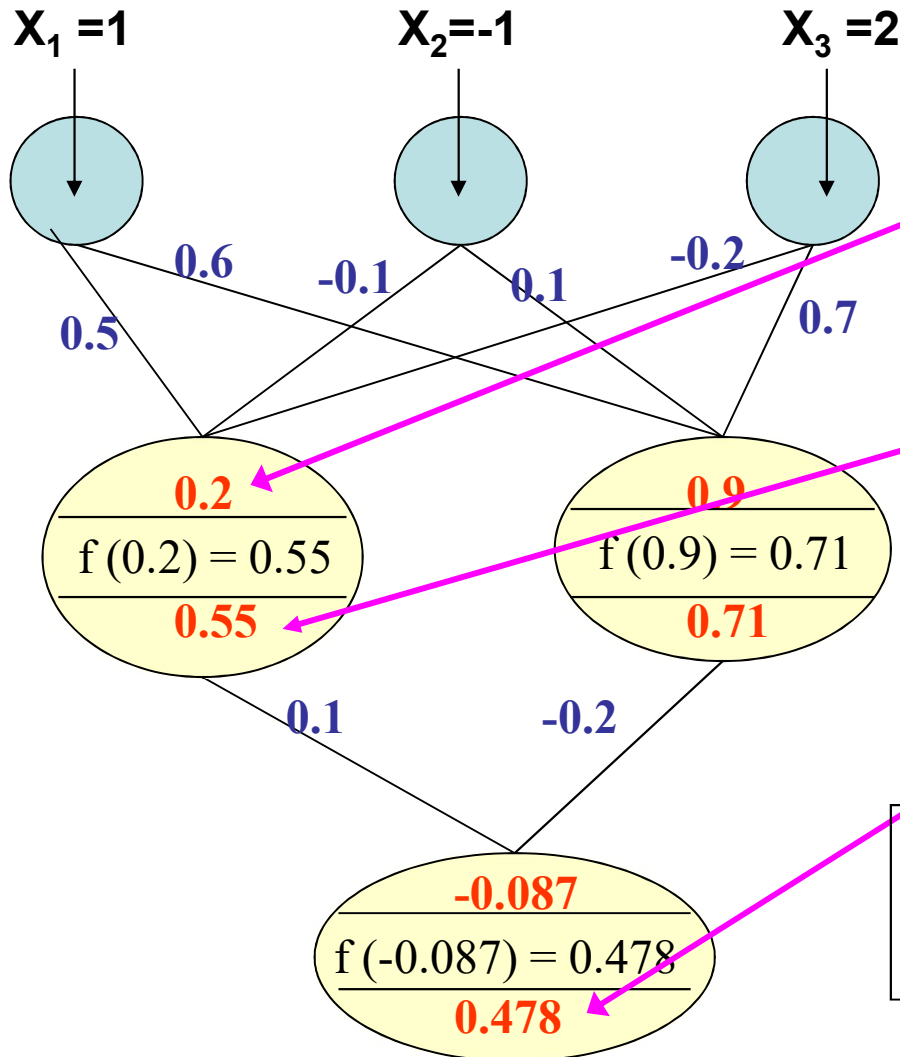 X₁ =1 X₂=-1 X₃ =2
0.6 -0.1 0.1 -0.2
0.5 0.7
0.2 0.9
f (0.2) = 0.55 f (0.9) = 0.71
0.55 0.71
0.1 -0.2
-0.087
f (-0.087) = 0.478
0.478